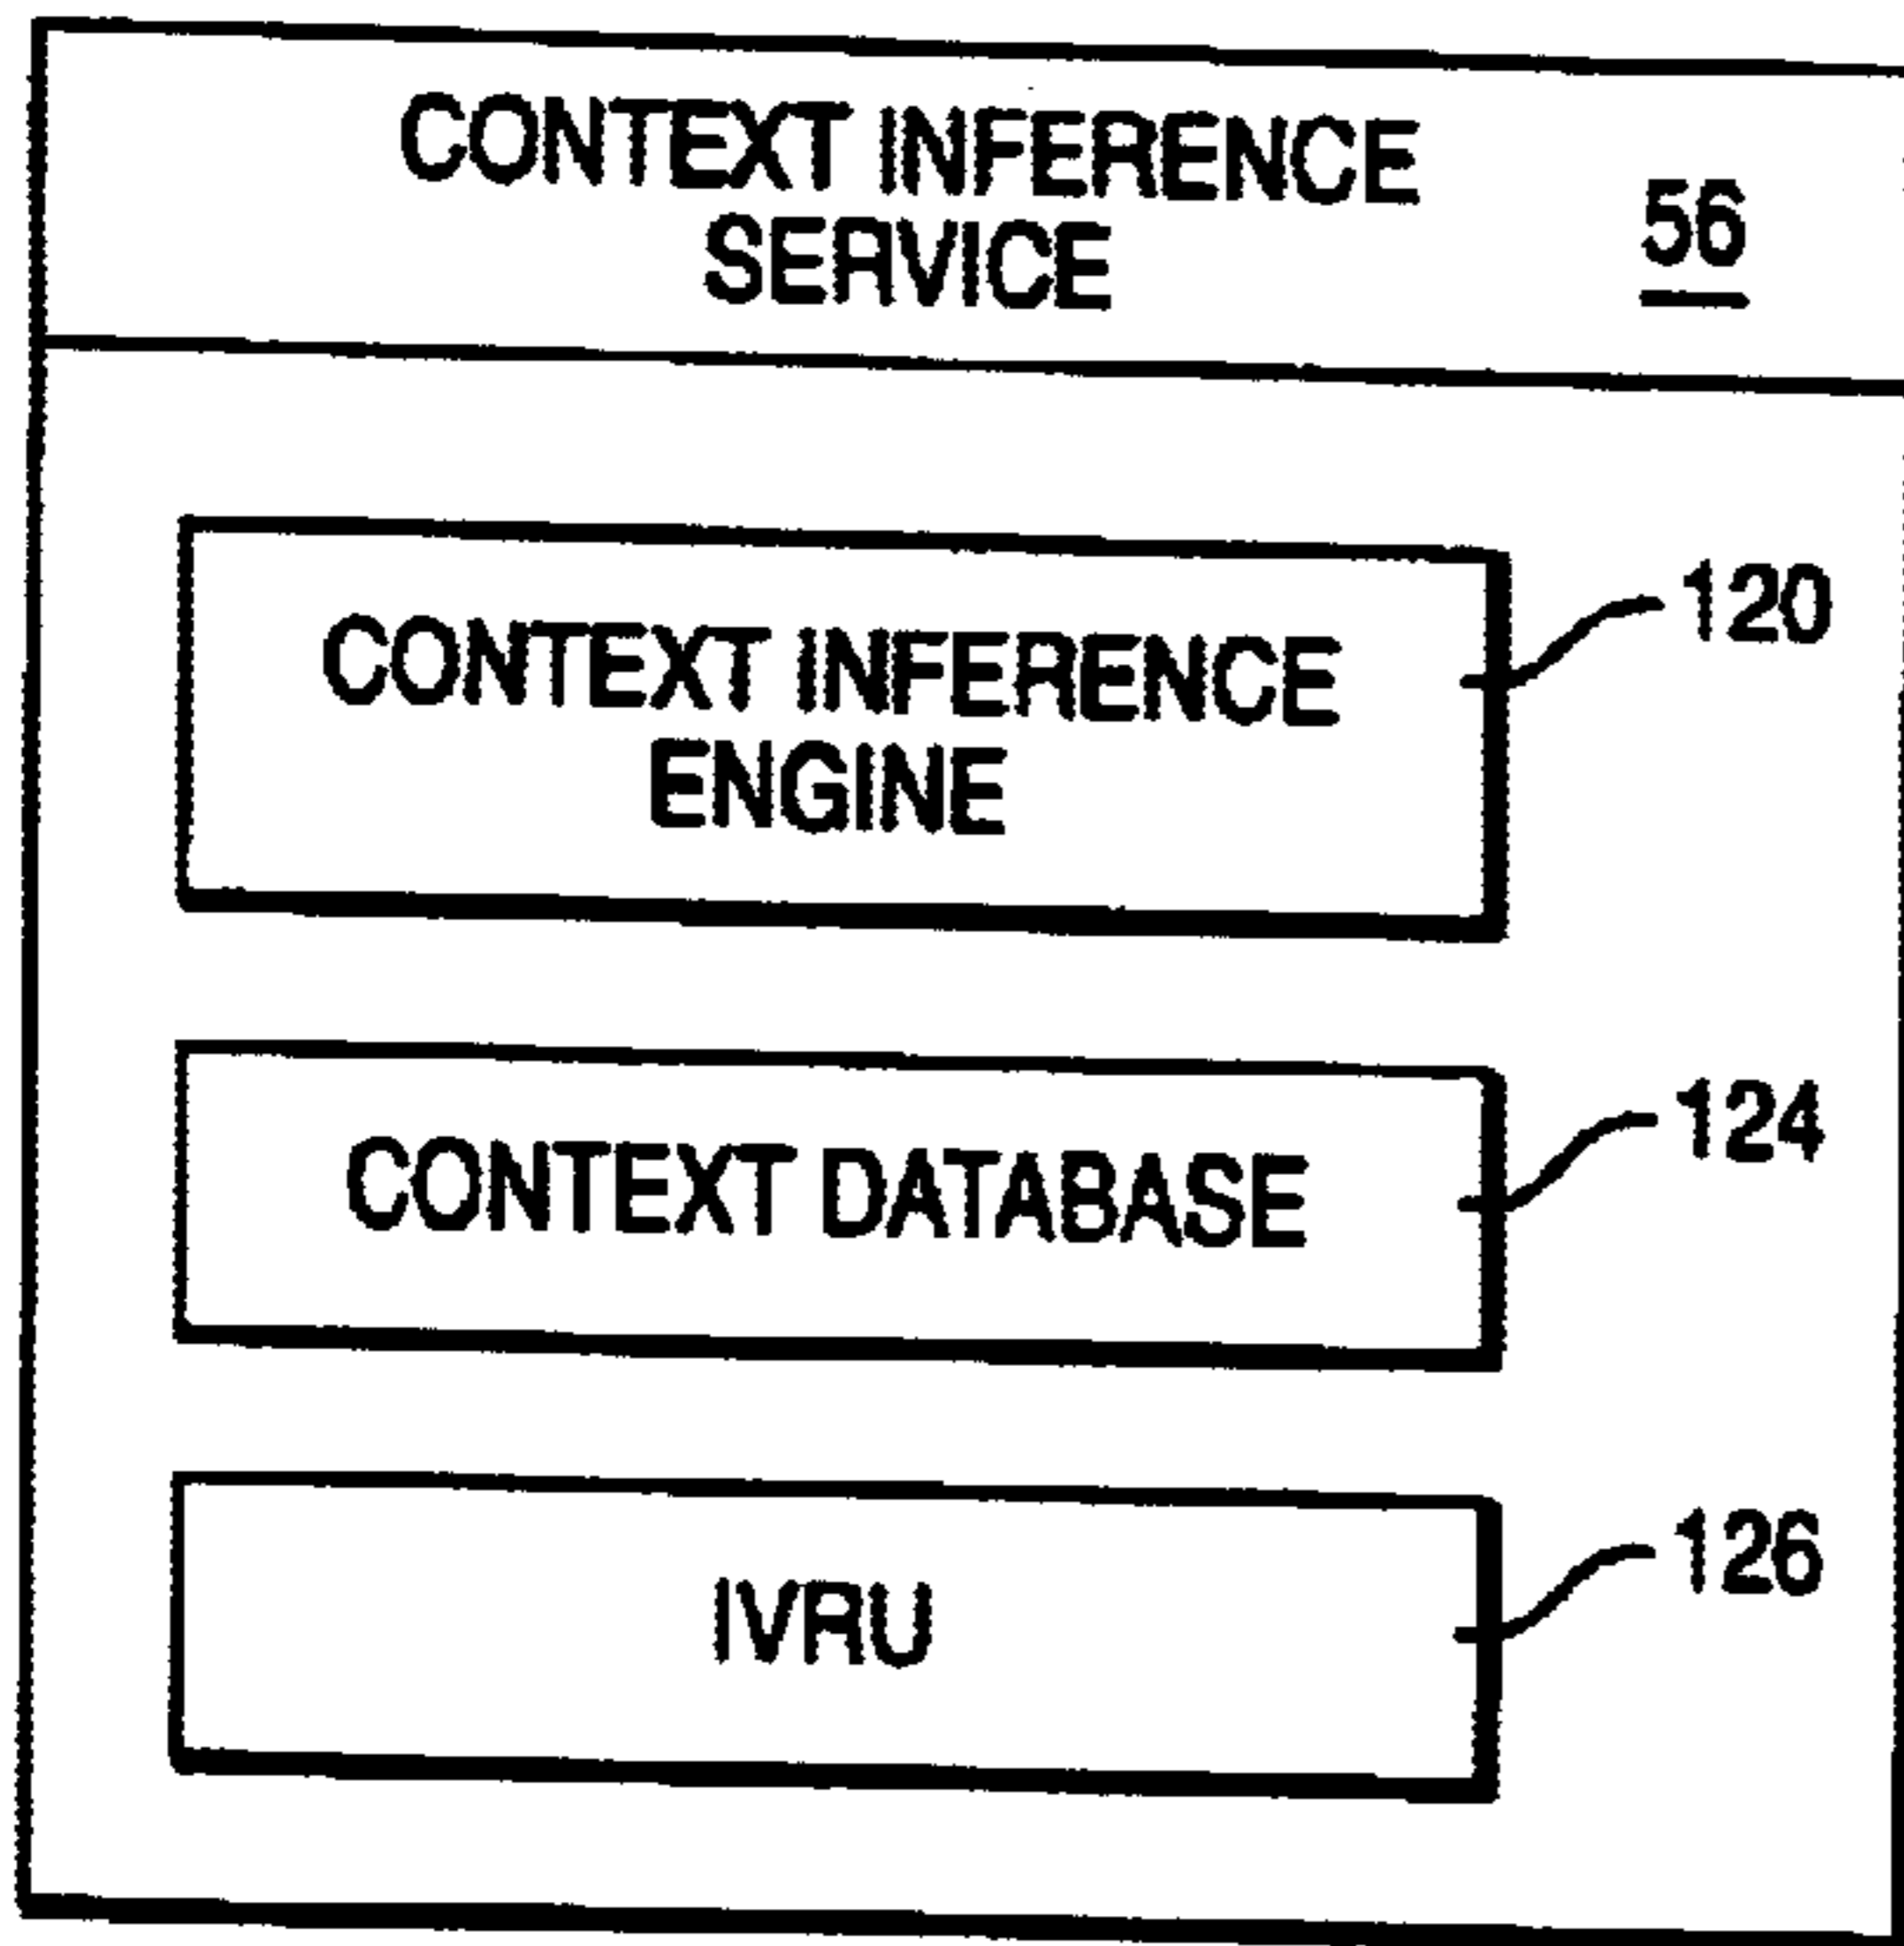 CONTEXT INFERENCE
SERVICE
56
CONTEXT INFERENCE
ENGINE
120
CONTEXT DATABASE
124
IVRU
126